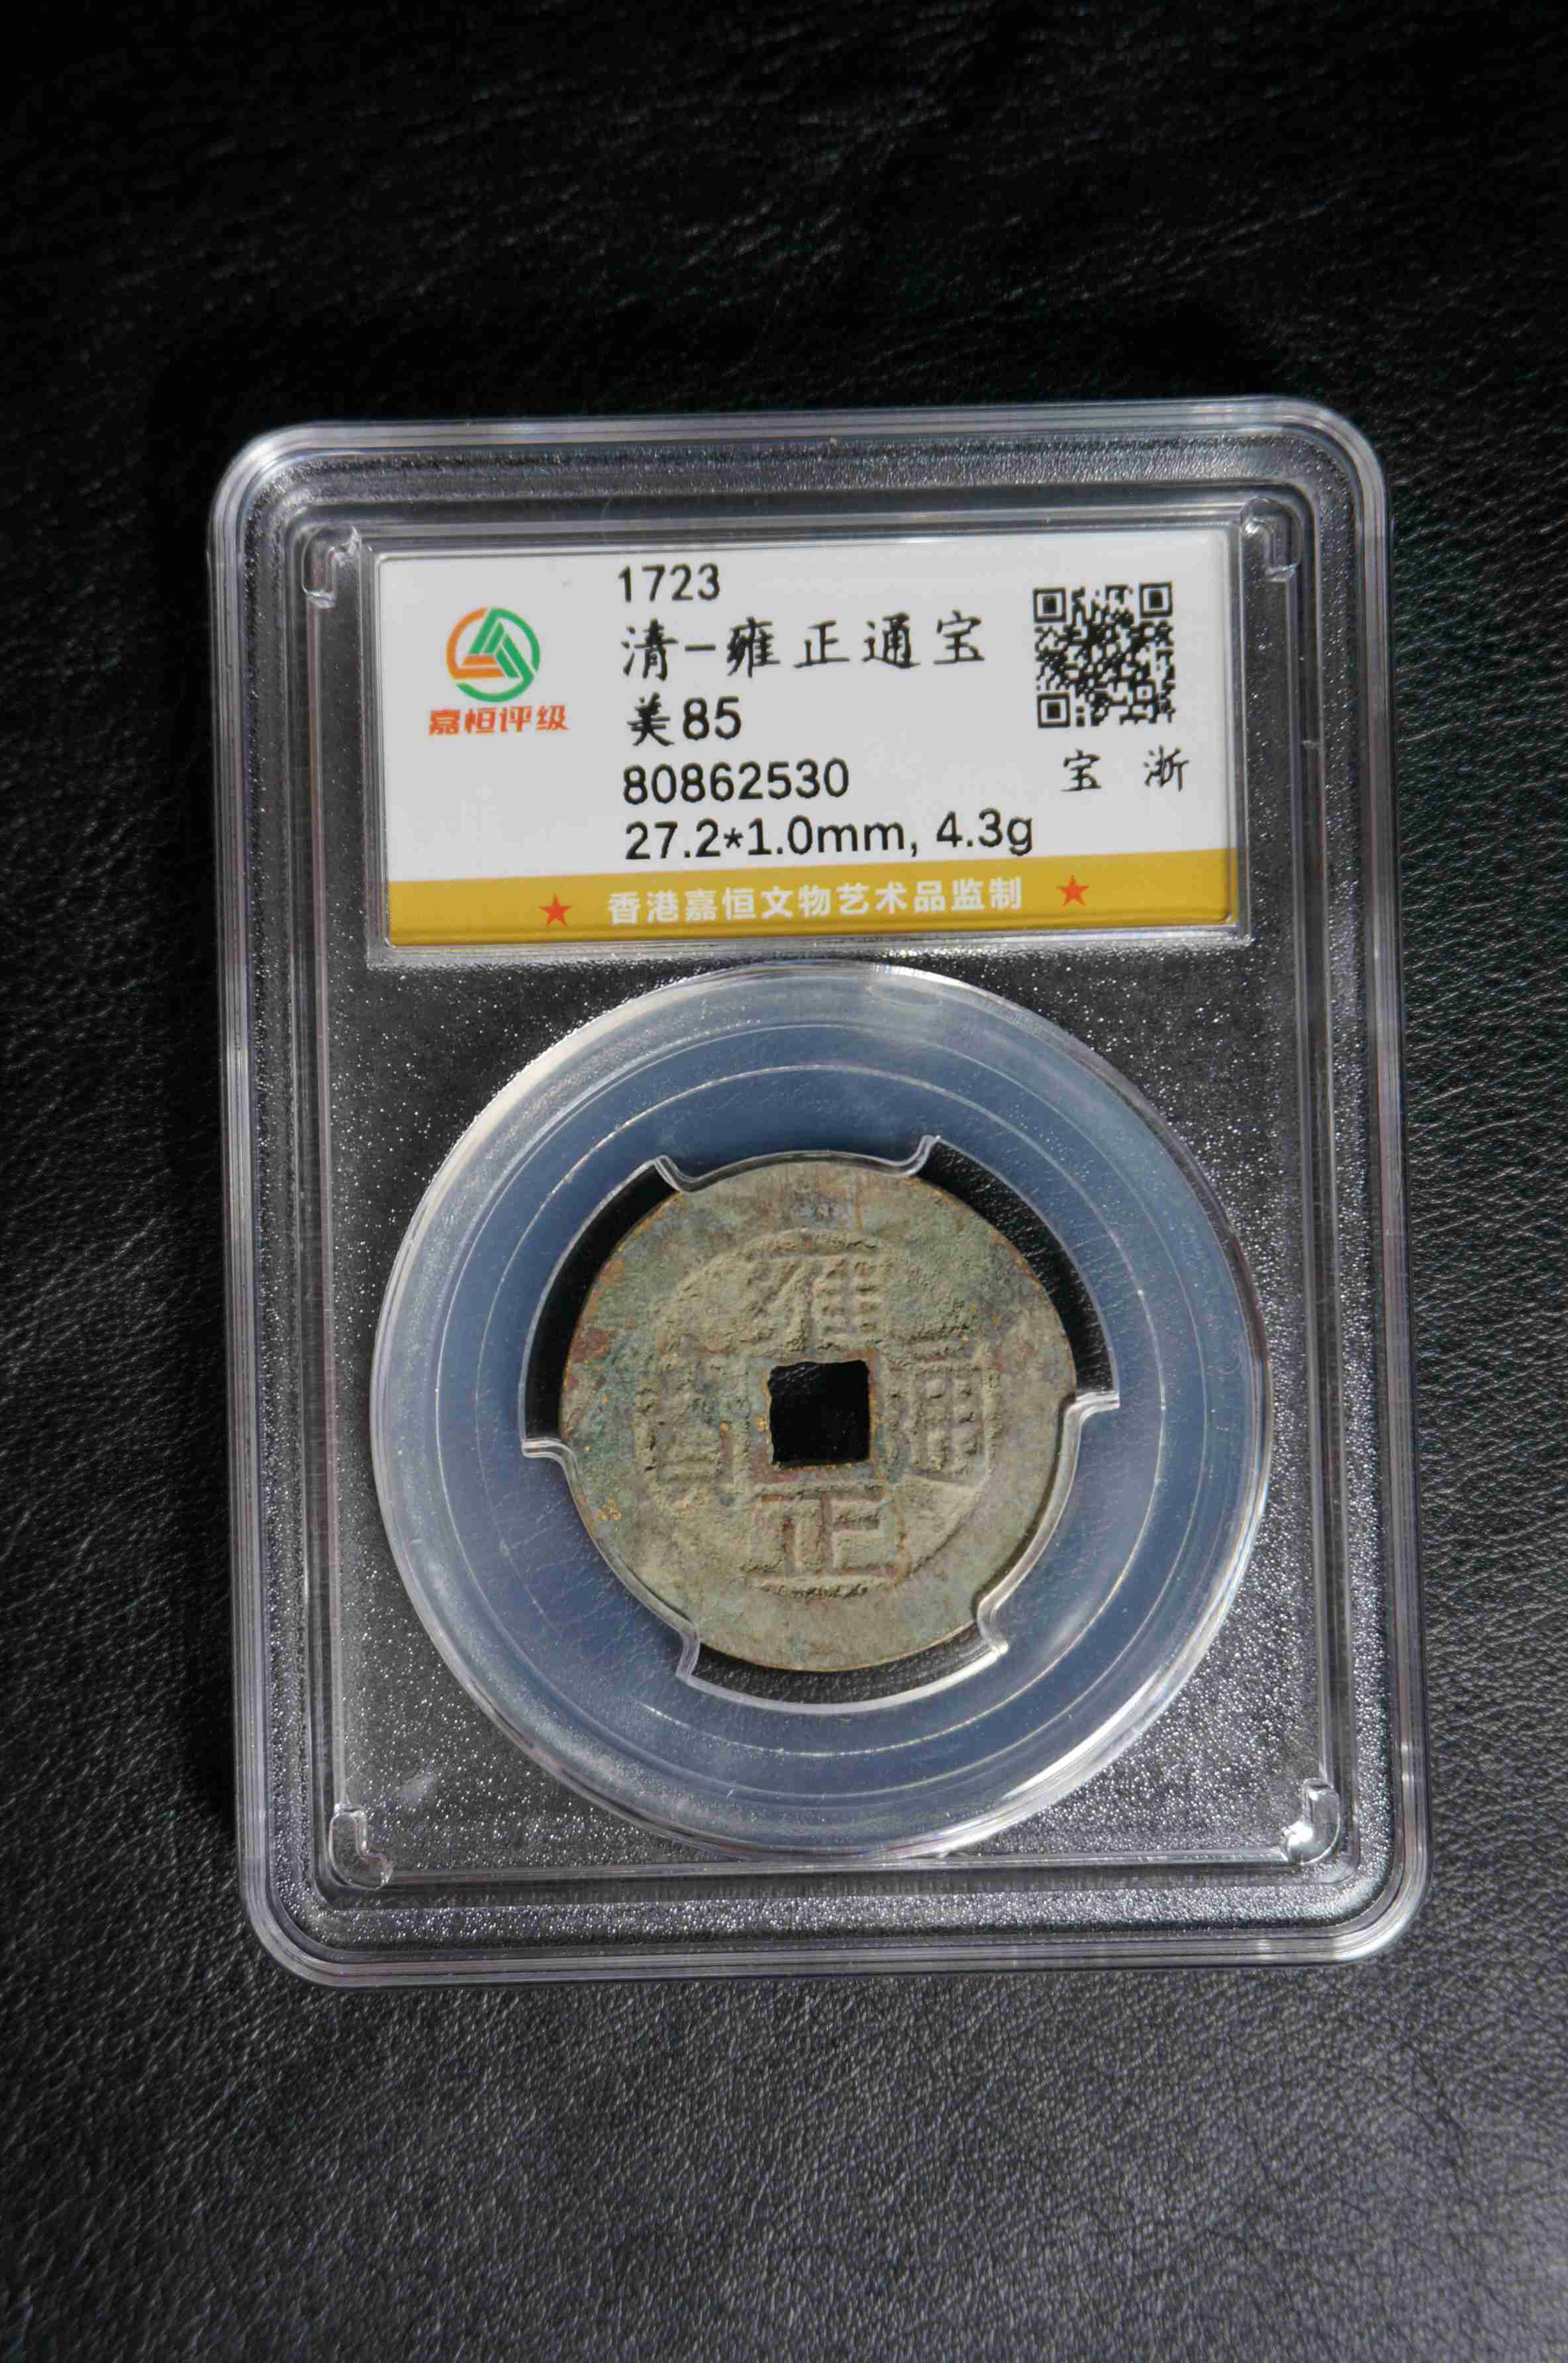 1723
清-雍正通宝
美85
80862530
27.2*1.0mm, 4.3g
嘉恒评级
宝 浙
香港嘉恒文物艺术品监制
雍
正
通
寶